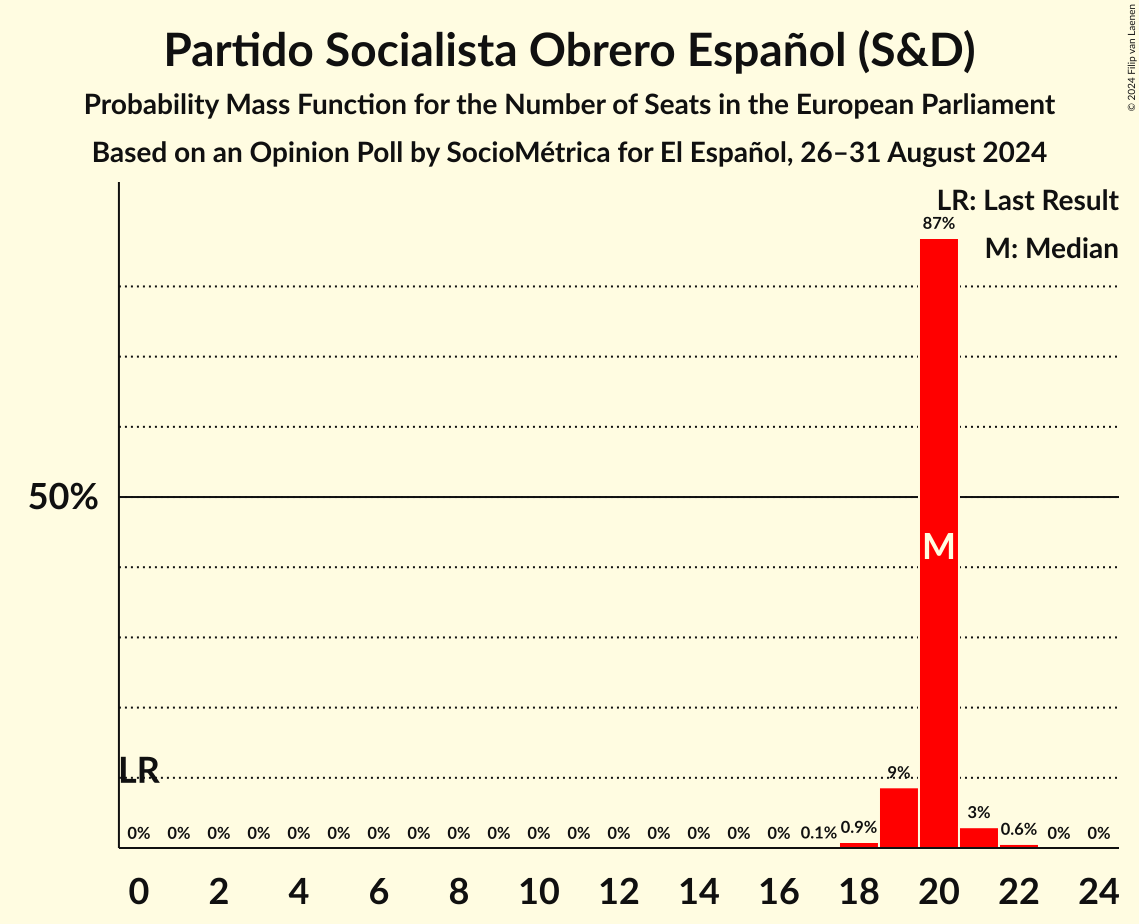 Partido Socialista Obrero Español (S&D)
Probability Mass Function for the Number of Seats in the European Parliament
Based on an Opinion Poll by SocioMétrica for El Español, 26–31 August 2024
© 2024 Filip van Laenen
LR: Last Result
M: Median
87%
50%
M
LR
0% 0% 0% 0% 0% 0% 0% 0% 0% 0% 0% 0% 0% 0% 0% 0% 0% 0.1% 0.9% 9% 3% 0.6% 0% 0%
0 2 4 6 8 10 12 14 16 18 20 22 24